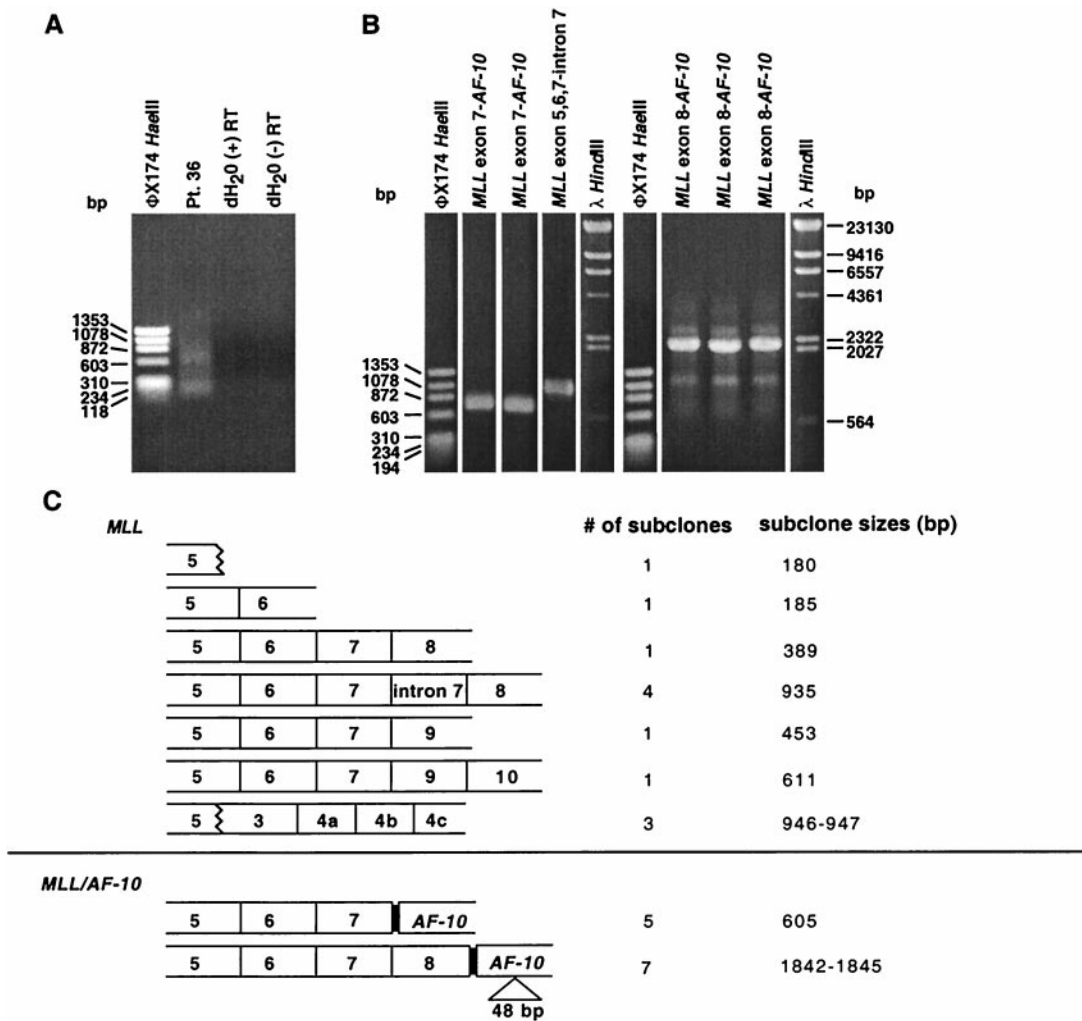 A
bp
ΦX174 HaeIII
Pt. 36
dH20 (+) RT
dH20 (-) RT
1353
1078
872
603
310
234
118
B
ΦX174 HaeIII
MLL exon 7-AF-10
MLL exon 7-AF-10
MLL exon 5,6,7-intron 7
λ HindIII
ΦX174 HaeIII
MLL exon 8-AF-10
MLL exon 8-AF-10
MLL exon 8-AF-10
λ HindIII
bp
bp
1353
1078
872
603
310
234
194
23130
9416
6557
4361
2322
2027
564
C
MLL # of subclones subclone sizes (bp)
5 1 180
5 6 1 185
5 6 7 8 1 389
5 6 7 intron 7 8 4 935
5 6 7 9 1 453
5 6 7 9 10 1 611
5 3 4a 4b 4c 3 946-947
MLL/AF-10
5 6 7 AF-10 5 605
5 6 7 8 AF-10 7 1842-1845
48 bp